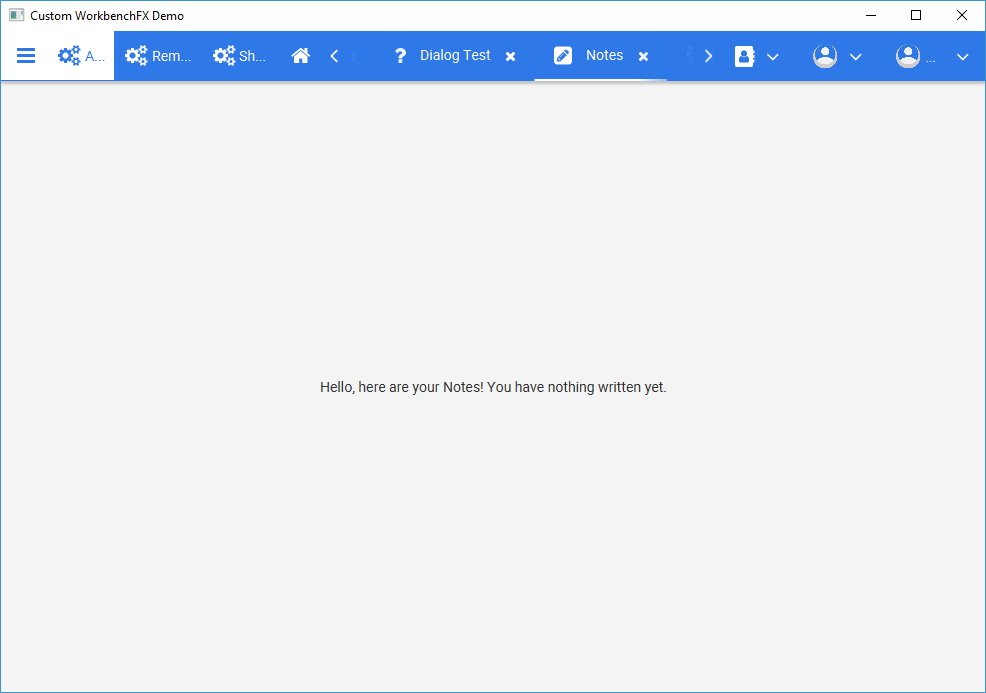 Custom WorkbenchFX Demo
A... Rem... Sh... Dialog Test Notes ...
Hello, here are your Notes! You have nothing written yet.